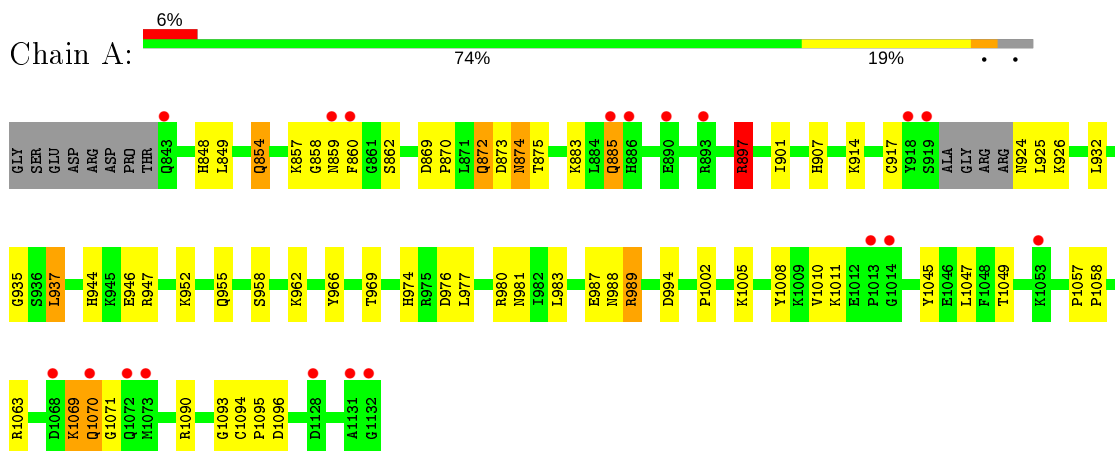 6%
Chain A:
74% 19% • •
GLY SER GLU ASP ARG ASP PRO THR Q843 H848 L849 Q854 K857 G858 N859 F860 G861 S862 D869 P870 L871 Q872 D873 N874 T875 K883 L884 Q885 H886 E890 R893 R897 I901 H907 K914 C917 Y918 S919 ALA GLY ARG ARG N924 L925 K926 L932
G935 S936 L937 H944 K945 E946 R947 K952 Q955 S958 K962 Y966 T969 H974 R975 D976 L977 R980 N981 I982 L983 E987 N988 R989 D994 P1002 K1005 Y1008 K1009 V1010 K1011 E1012 P1013 G1014 Y1045 E1046 L1047 F1048 T1049 K1053 P1057 P1058
R1063 D1068 K1069 Q1070 G1071 Q1072 M1073 R1090 G1093 C1094 P1095 D1096 D1128 A1131 G1132